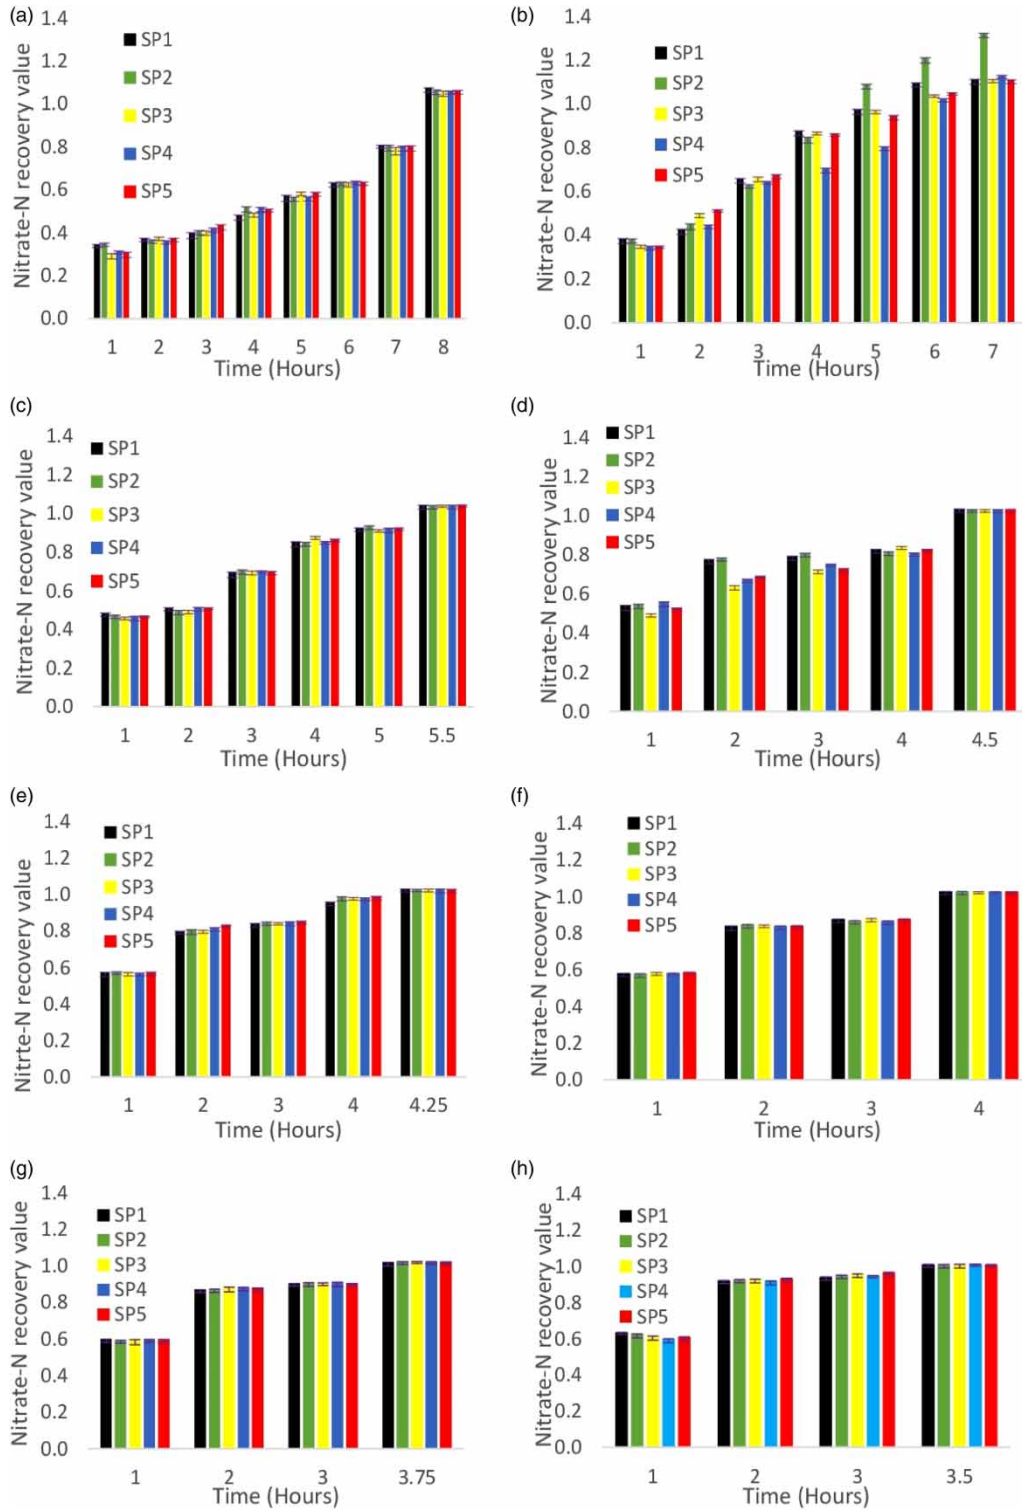 (a)
Nitrate-N recovery value
1.4
1.2
1.0
0.8
0.6
0.4
0.2
0.0
SP1
SP2
SP3
SP4
SP5
1 2 3 4 5 6 7 8
Time (Hours)
(b)
Nitrate-N recovery value
1.4
1.2
1.0
0.8
0.6
0.4
0.2
0.0
SP1
SP2
SP3
SP4
SP5
1 2 3 4 5 6 7
Time (Hours)
(c)
Nitrate-N recovery value
1.4
1.2
1.0
0.8
0.6
0.4
0.2
0.0
SP1
SP2
SP3
SP4
SP5
1 2 3 4 5 5.5
Time (Hours)
(d)
Nitrate-N recovery value
1.4
1.2
1.0
0.8
0.6
0.4
0.2
0.0
SP1
SP2
SP3
SP4
SP5
1 2 3 4 4.5
Time (Hours)
(e)
Nitrte-N recovery value
1.4
1.2
1.0
0.8
0.6
0.4
0.2
0.0
SP1
SP2
SP3
SP4
SP5
1 2 3 4 4.25
Time (Hours)
(f)
Nitrate-N recovery value
1.4
1.2
1.0
0.8
0.6
0.4
0.2
0.0
SP1
SP2
SP3
SP4
SP5
1 2 3 4
Time (Hours)
(g)
Nitrate-N recovery value
1.4
1.2
1.0
0.8
0.6
0.4
0.2
0.0
SP1
SP2
SP3
SP4
SP5
1 2 3 3.75
Time (Hours)
(h)
Nitrate-N recovery value
1.4
1.2
1.0
0.8
0.6
0.4
0.2
0.0
SP1
SP2
SP3
SP4
SP5
1 2 3 3.5
Time (Hours)